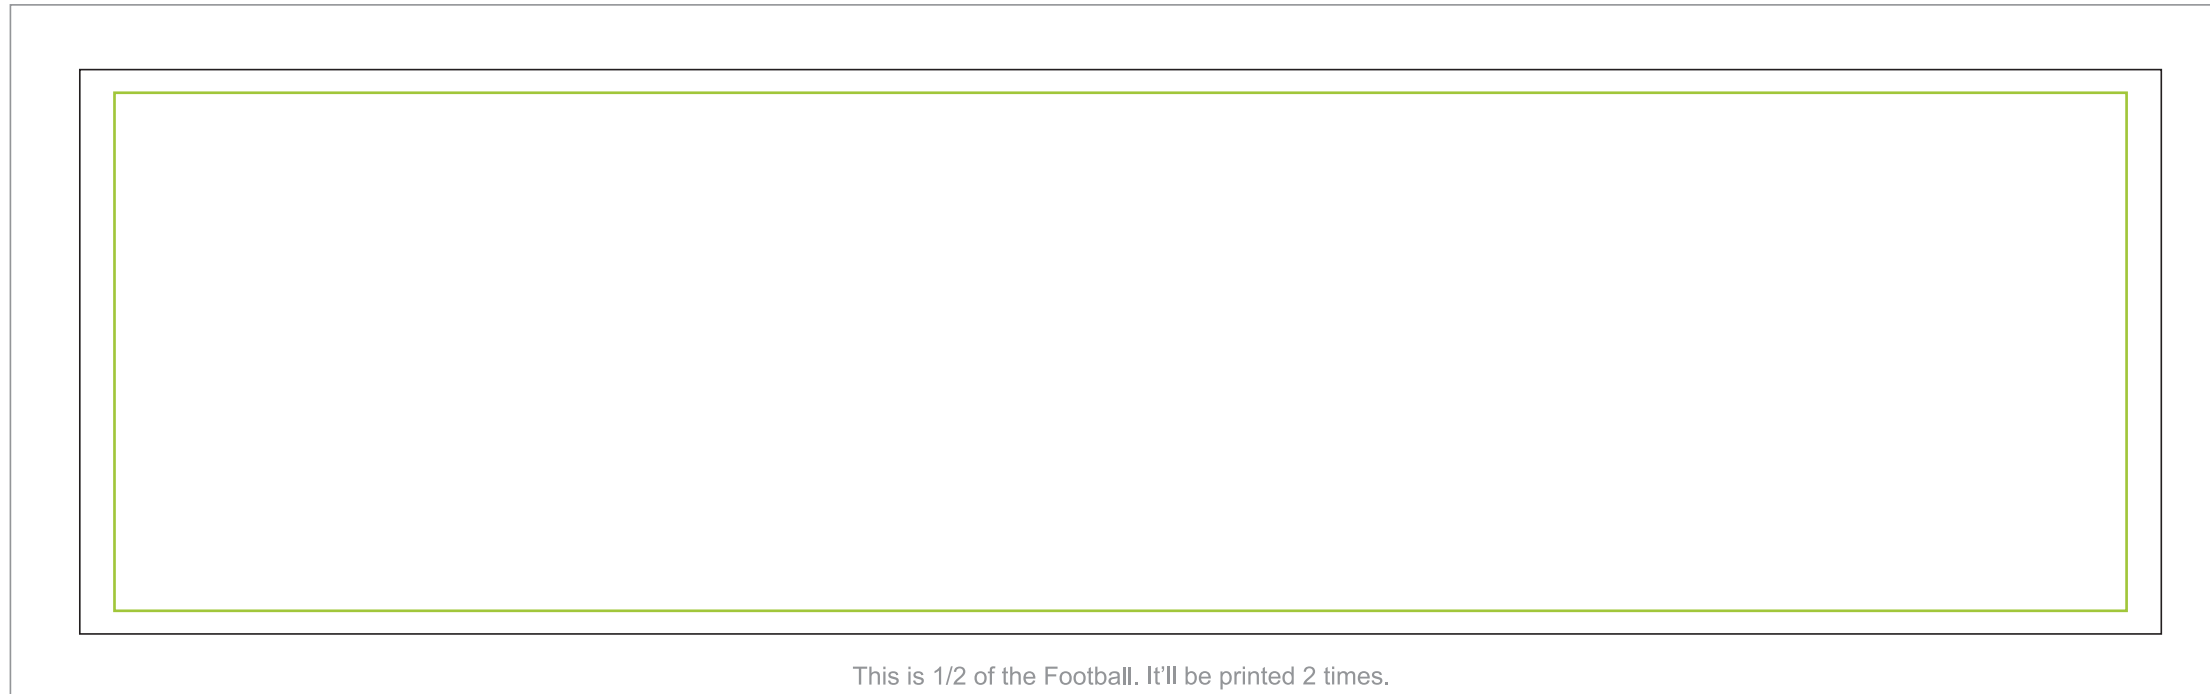 This is 1/2 of the Football. It’ll be printed 2 times.